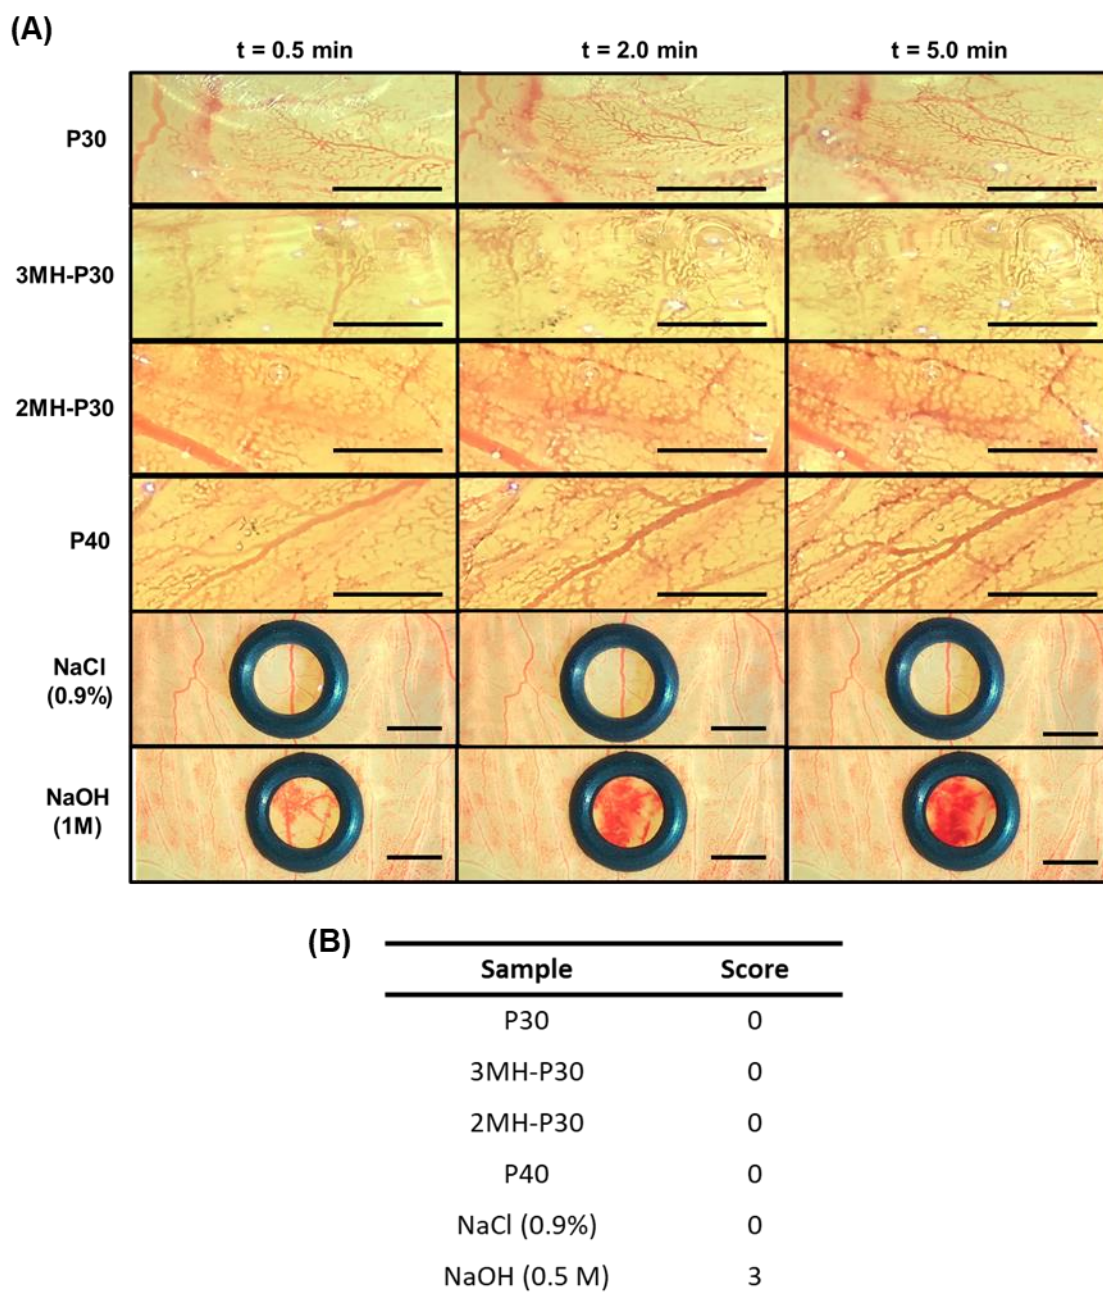 (A)
t = 0.5 min t = 2.0 min t = 5.0 min
P30
3MH-P30
2MH-P30
P40
NaCl
(0.9%)
NaOH
(1M)
(B)
Sample Score
P30 0
3MH-P30 0
2MH-P30 0
P40 0
NaCl (0.9%) 0
NaOH (0.5 M) 3